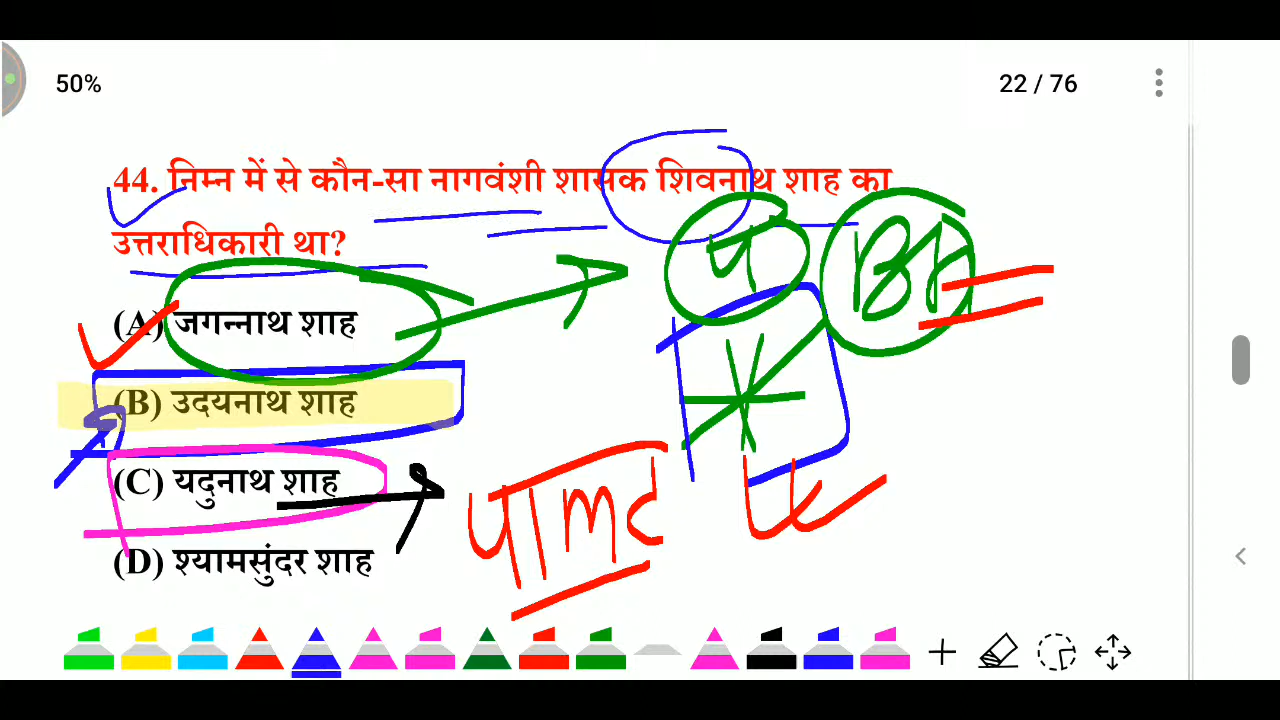 50%
22 / 76
44. निम्न में से कौन-सा नागवंशी शासक शिवनाथ शाह का
उत्तराधिकारी था?
(A) जगन्नाथ शाह
(B) उदयनाथ शाह
(C) यदुनाथ शाह
(D) श्यामसुंदर शाह